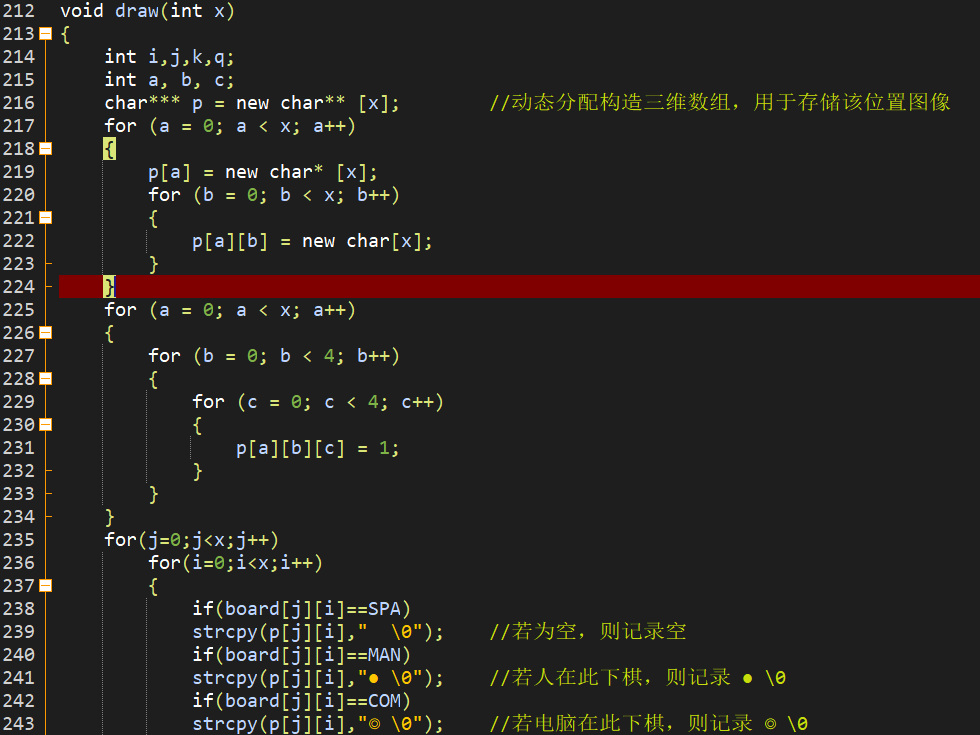 212 void draw(int x)
213 {
214 int i,j,k,q;
215 int a, b, c;
216 char*** p = new char** [x]; //动态分配构造三维数组，用于存储该位置图像
217 for (a = 0; a < x; a++)
218 {
219 p[a] = new char* [x];
220 for (b = 0; b < x; b++)
221 {
222 p[a][b] = new char[x];
223 }
224 }
225 for (a = 0; a < x; a++)
226 {
227 for (b = 0; b < 4; b++)
228 {
229 for (c = 0; c < 4; c++)
230 {
231 p[a][b][c] = 1;
232 }
233 }
234 }
235 for(j=0;j<x;j++)
236 for(i=0;i<x;i++)
237 {
238 if(board[j][i]==SPA)
239 strcpy(p[j][i],"  \0"); //若为空，则记录空
240 if(board[j][i]==MAN)
241 strcpy(p[j][i],"● \0"); //若人在此下棋，则记录 ● \0
242 if(board[j][i]==COM)
243 strcpy(p[j][i],"◎ \0"); //若电脑在此下棋，则记录 ◎ \0